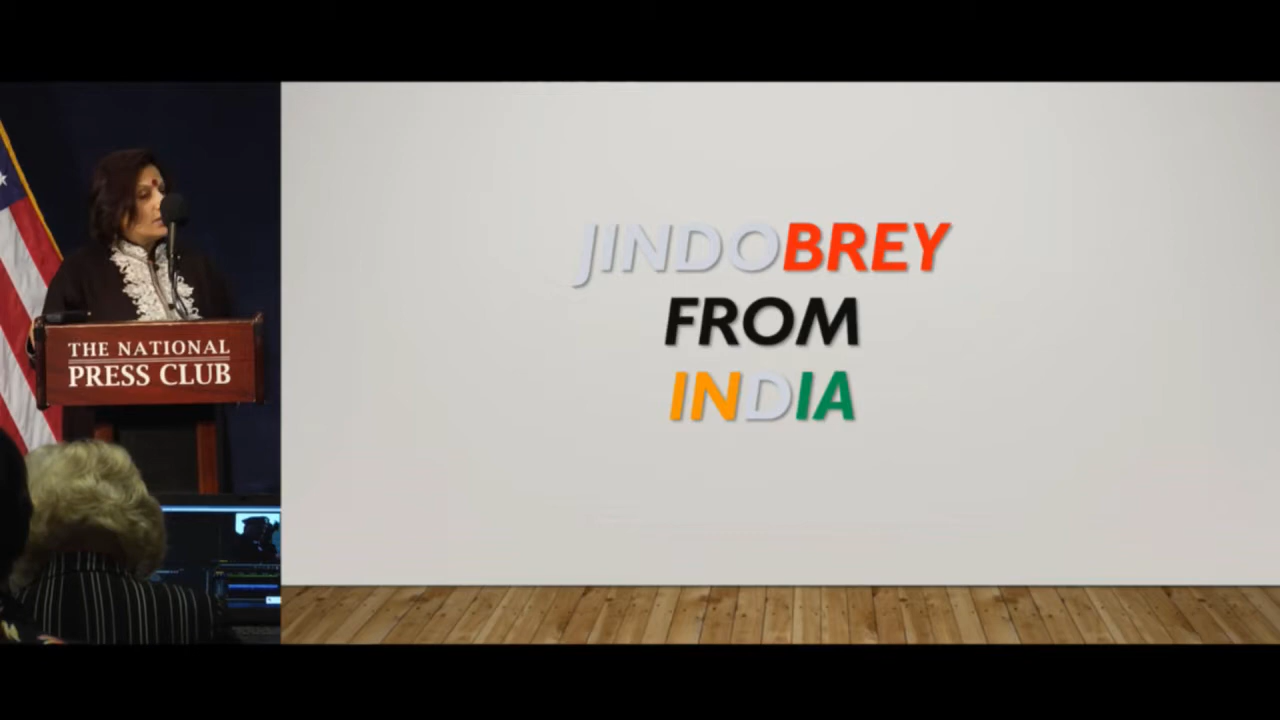 THE NATIONAL
PRESS CLUB
JINDOBREY
FROM
INDIA